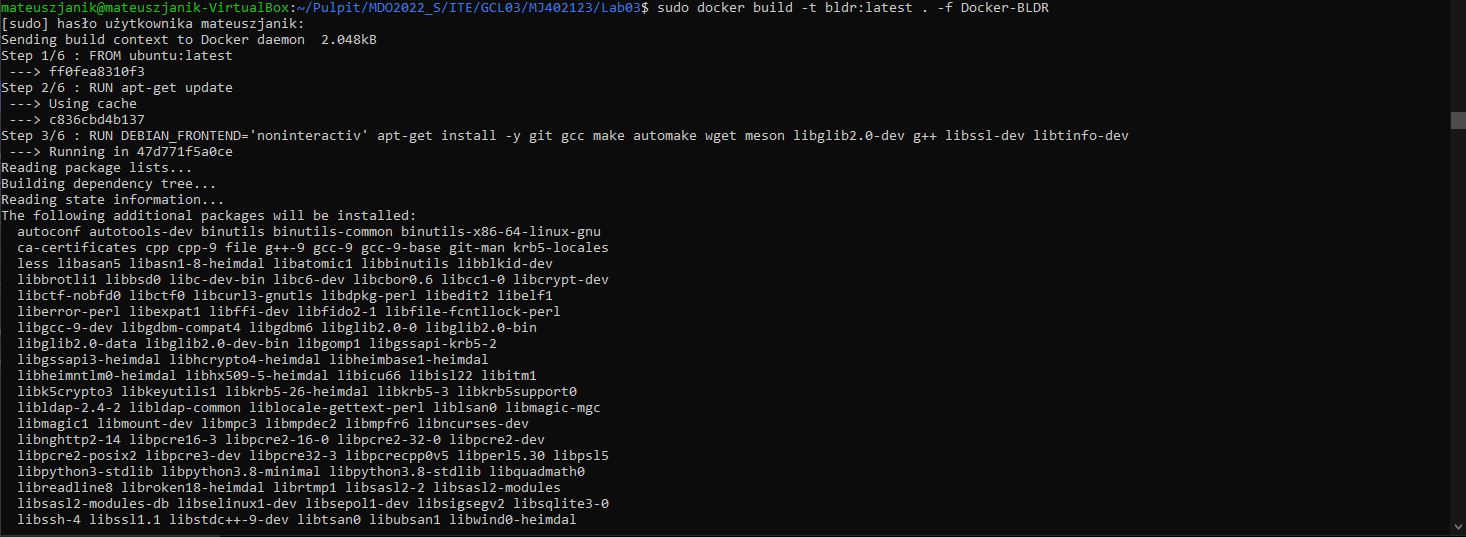 mateuszjanik@mateuszjanik-VirtualBox:~/Pulpit/MDO2022_S/ITE/GCL03/MJ402123/Lab03$ sudo docker build -t bldr:latest . -f Docker-BLDR
[sudo] hasło użytkownika mateuszjanik:
Sending build context to Docker daemon  2.048kB
Step 1/6 : FROM ubuntu:latest
 ---> ff0fea8310f3
Step 2/6 : RUN apt-get update
 ---> Using cache
 ---> c836cbd4b137
Step 3/6 : RUN DEBIAN_FRONTEND='noninteractiv' apt-get install -y git gcc make automake wget meson libglib2.0-dev g++ libssl-dev libtinfo-dev
 ---> Running in 47d771f5a0ce
Reading package lists...
Building dependency tree...
Reading state information...
The following additional packages will be installed:
  autoconf autotools-dev binutils binutils-common binutils-x86-64-linux-gnu
  ca-certificates cpp cpp-9 file g++-9 gcc-9 gcc-9-base git-man krb5-locales
  less libasan5 libasn1-8-heimdal libatomic1 libbinutils libblkid-dev
  libbrotli1 libbsd0 libc-dev-bin libc6-dev libcbor0.6 libcc1-0 libcrypt-dev
  libctf-nobfd0 libctf0 libcurl3-gnutls libdpkg-perl libedit2 libelf1
  liberror-perl libexpat1 libffi-dev libfido2-1 libfile-fcntllock-perl
  libgcc-9-dev libgdbm-compat4 libgdbm6 libglib2.0-0 libglib2.0-bin
  libglib2.0-data libglib2.0-dev-bin libgomp1 libgssapi-krb5-2
  libgssapi3-heimdal libhcrypto4-heimdal libheimbase1-heimdal
  libheimntlm0-heimdal libhx509-5-heimdal libicu66 libisl22 libitm1
  libk5crypto3 libkeyutils1 libkrb5-26-heimdal libkrb5-3 libkrb5support0
  libldap-2.4-2 libldap-common liblocale-gettext-perl liblsan0 libmagic-mgc
  libmagic1 libmount-dev libmpc3 libmpdec2 libmpfr6 libncurses-dev
  libnghttp2-14 libpcre16-3 libpcre2-16-0 libpcre2-32-0 libpcre2-dev
  libpcre2-posix2 libpcre3-dev libpcre32-3 libpcrecpp0v5 libperl5.30 libpsl5
  libpython3-stdlib libpython3.8-minimal libpython3.8-stdlib libquadmath0
  libreadline8 libroken18-heimdal librtmp1 libsasl2-2 libsasl2-modules
  libsasl2-modules-db libselinux1-dev libsepol1-dev libsigsegv2 libsqlite3-0
  libssh-4 libssl1.1 libstdc++-9-dev libtsan0 libubsan1 libwind0-heimdal